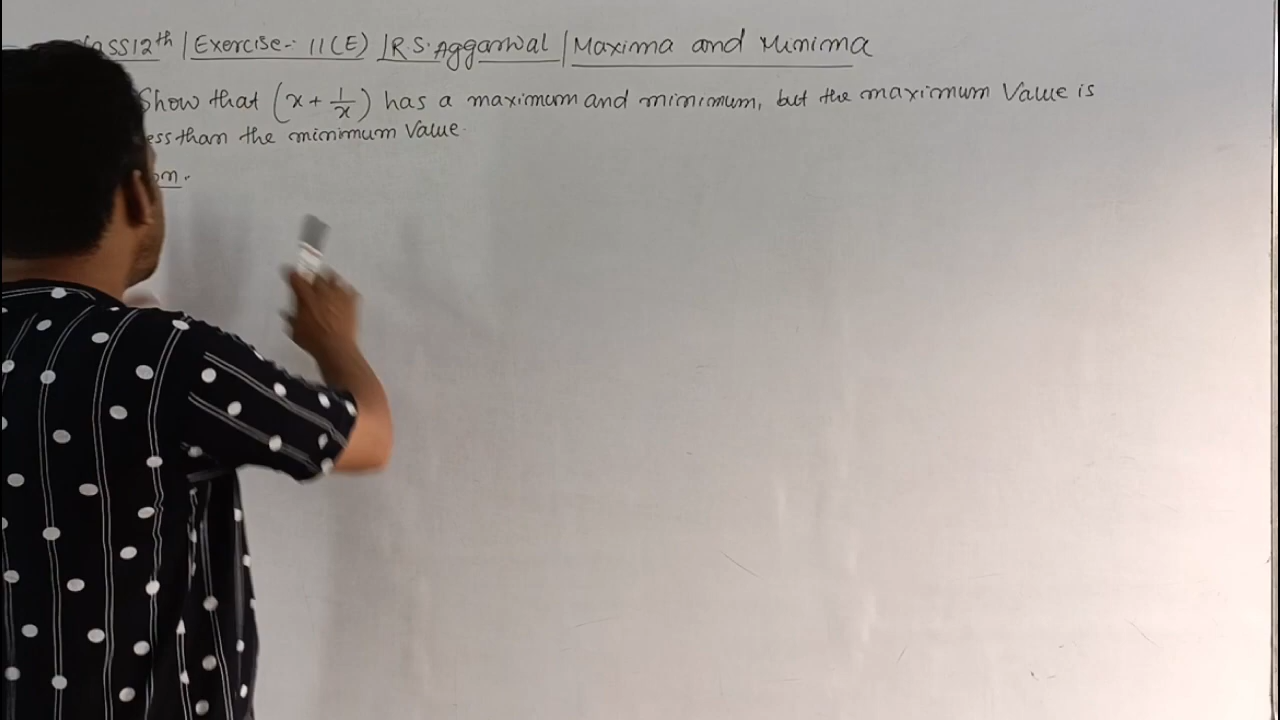 12th | Exercise-: 11(E) | R.S. Aggarwal | Maxima and Minima
Show that (x + 1/x) has a maximum and minimum, but the maximum Value is
than the minimum Value.